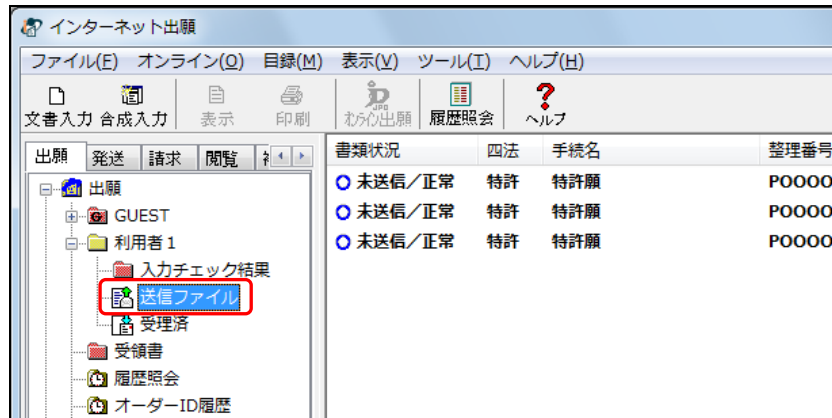 インターネット出願
ファイル(F) オンライン(O) 目録(M) 表示(V) ツール(T) ヘルプ(H)
文書入力 合成入力 表示 印刷 オンライン出願 履歴照会 ヘルプ
出願 発送 請求 閲覧
書類状況 四法 手続名 整理番号
未送信/正常 特許 特許願 P0000
未送信/正常 特許 特許願 P0000
未送信/正常 特許 特許願 P0000
出願
GUEST
利用者1
入力チェック結果
送信ファイル
受理済
受領書
履歴照会
オーダーID履歴